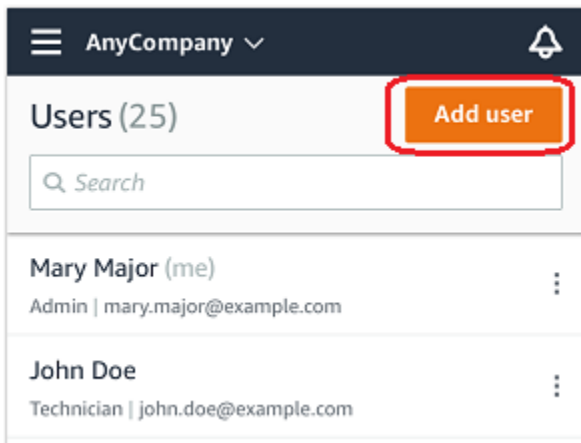 AnyCompany
Users (25)
Add user
Search
Mary Major (me)
Admin | mary.major@example.com
John Doe
Technician | john.doe@example.com